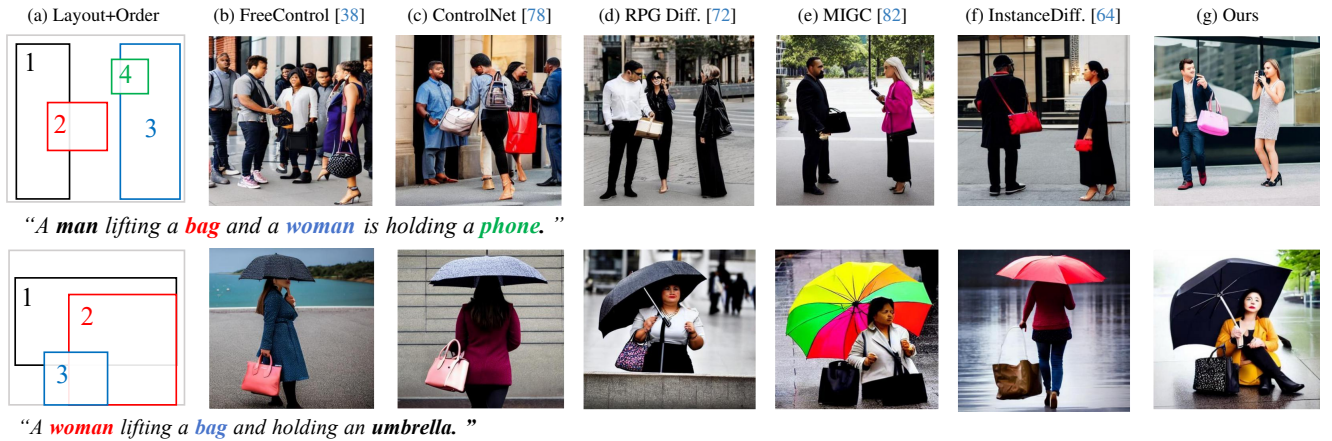 (a) Layout+Order (b) FreeControl [38] (c) ControlNet [78] (d) RPG Diff. [72] (e) MIGC [82] (f) InstanceDiff. [64] (g) Ours
1
4
2
3
“A man lifting a bag and a woman is holding a phone. ”
1
2
3
“A woman lifting a bag and holding an umbrella. ”